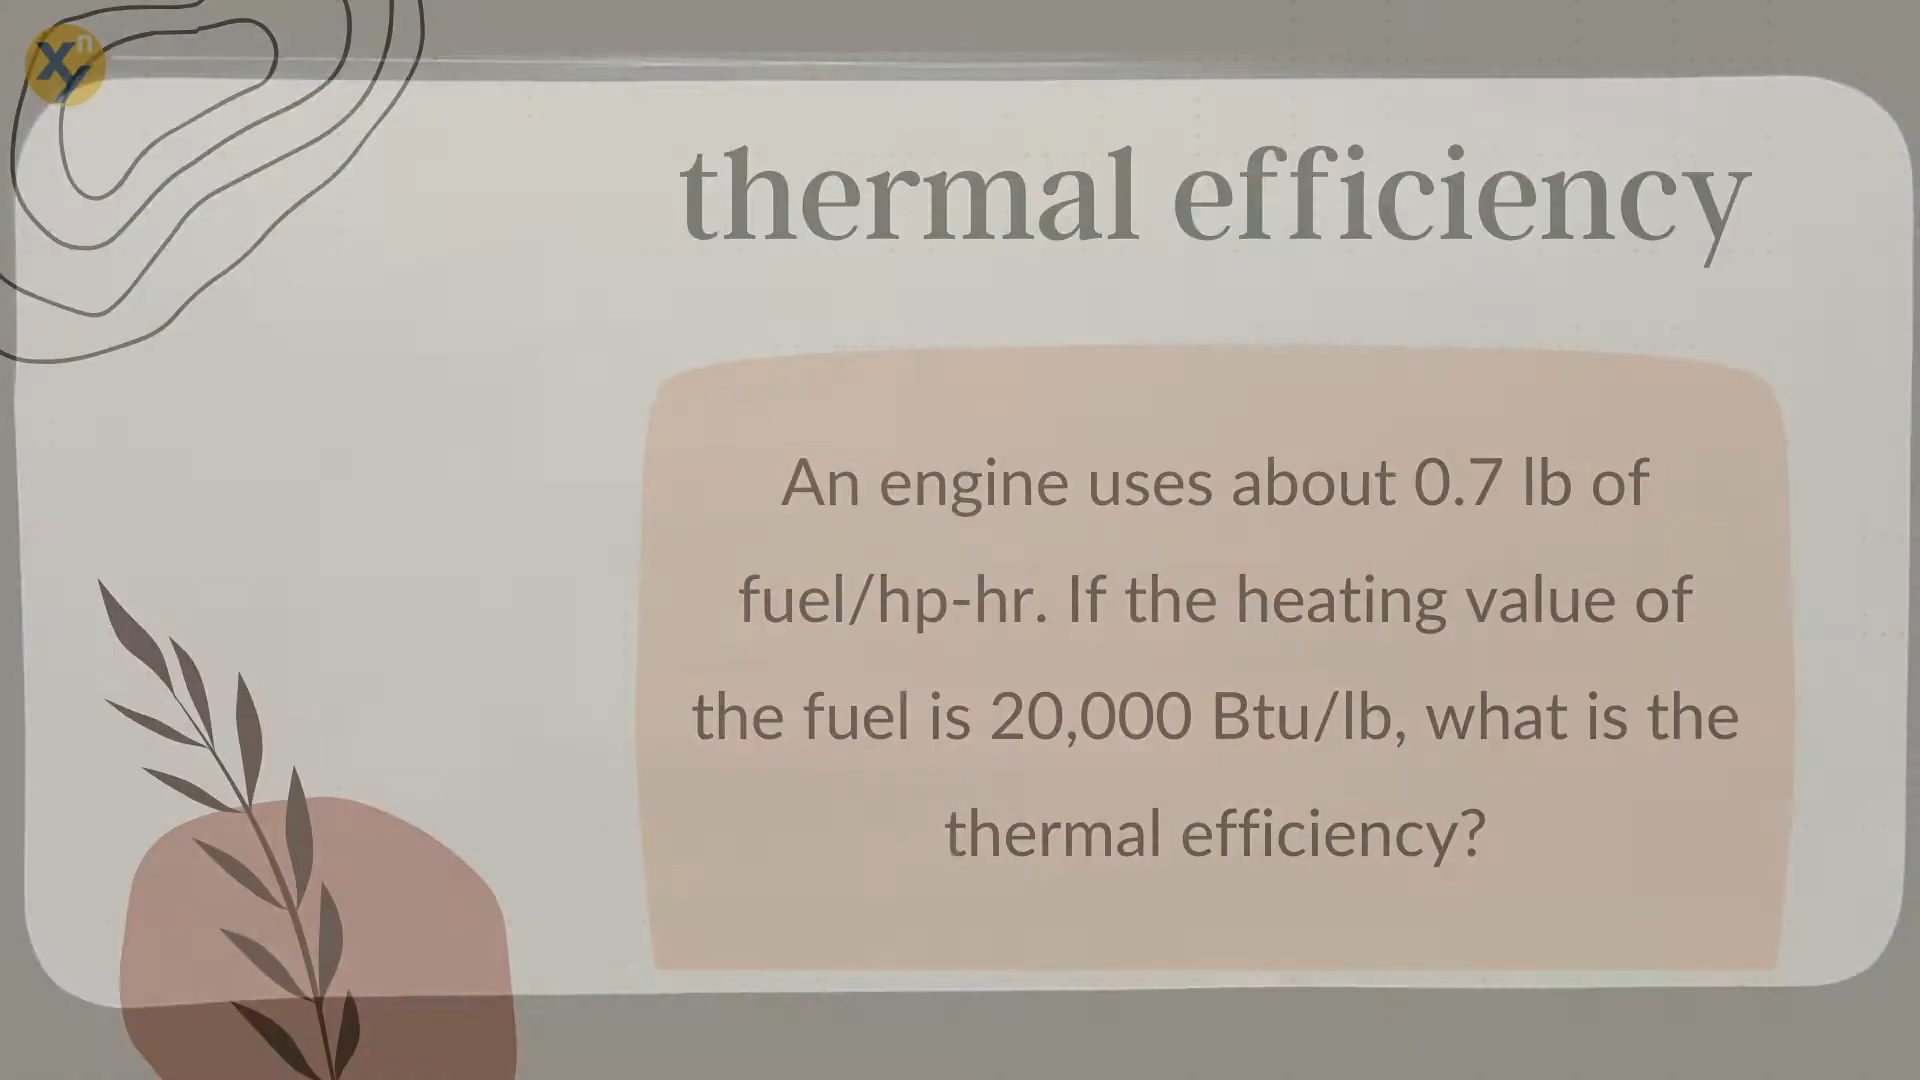 Xyn
thermal efficiency
An engine uses about 0.7 lb of
fuel/hp-hr. If the heating value of
the fuel is 20,000 Btu/lb, what is the
thermal efficiency?